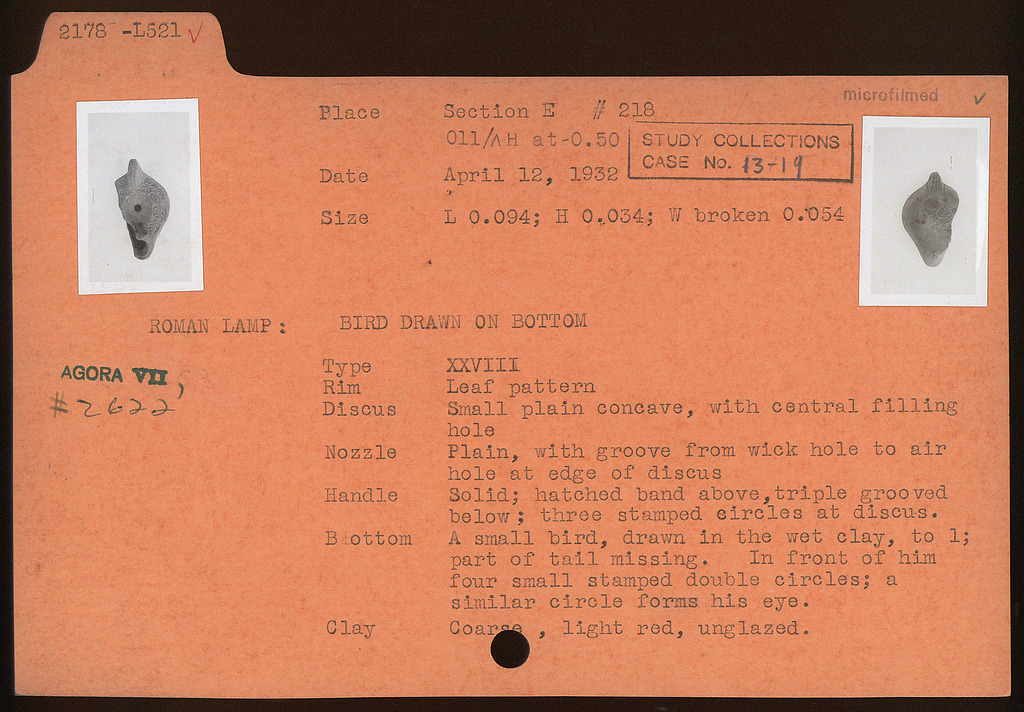 2178 -L521 ✓
microfilmed ✓
Place Section E # 218
O11/ΛH at -0.50
STUDY COLLECTIONS
CASE No. 13-19
Date April 12, 1932
Size L 0.094; H 0.034; W broken 0.054
ROMAN LAMP: BIRD DRAWN ON BOTTOM
AGORA VII,
#2622
Type XXVIII
Rim Leaf pattern
Discus Small plain concave, with central filling
hole
Nozzle Plain, with groove from wick hole to air
hole at edge of discus
Handle Solid; hatched band above, triple grooved
below; three stamped circles at discus.
Bottom A small bird, drawn in the wet clay, to l;
part of tail missing. In front of him
four small stamped double circles; a
similar circle forms his eye.
Clay Coarse , light red, unglazed.